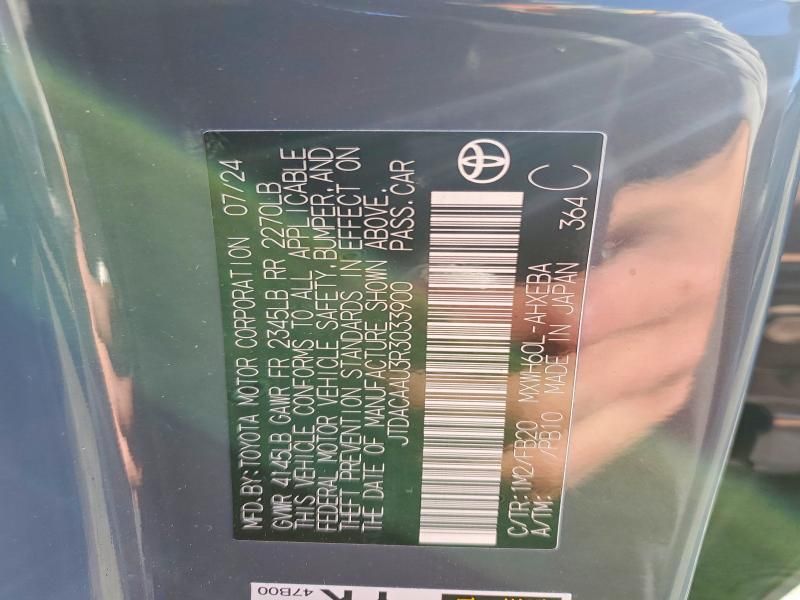 MFD.BY:TOYOTA MOTOR CORPORATION 07/24
GVWR 4145LB GAWR FR 2345LB RR 2270LB
THIS VEHICLE CONFORMS TO ALL APPLICABLE
FEDERAL MOTOR VEHICLE SAFETY, BUMPER, AND
THEFT PREVENTION STANDARDS IN EFFECT ON
THE DATE OF MANUFACTURE SHOWN ABOVE.
JTDACAAU3R3033900 PASS.CAR
C/TR:1M2/FB20 MXWH60L-AHXEBA
A/TM: /PB10 MADE IN JAPAN 364 C
47B00